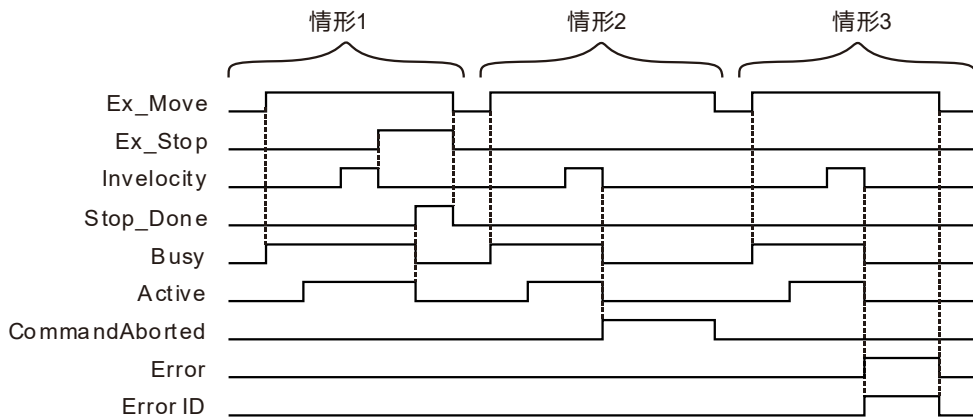 情形1
情形2
情形3
Ex_Move
Ex_Stop
Invelocity
Stop_Done
Busy
Active
CommandAborted
Error
Error ID